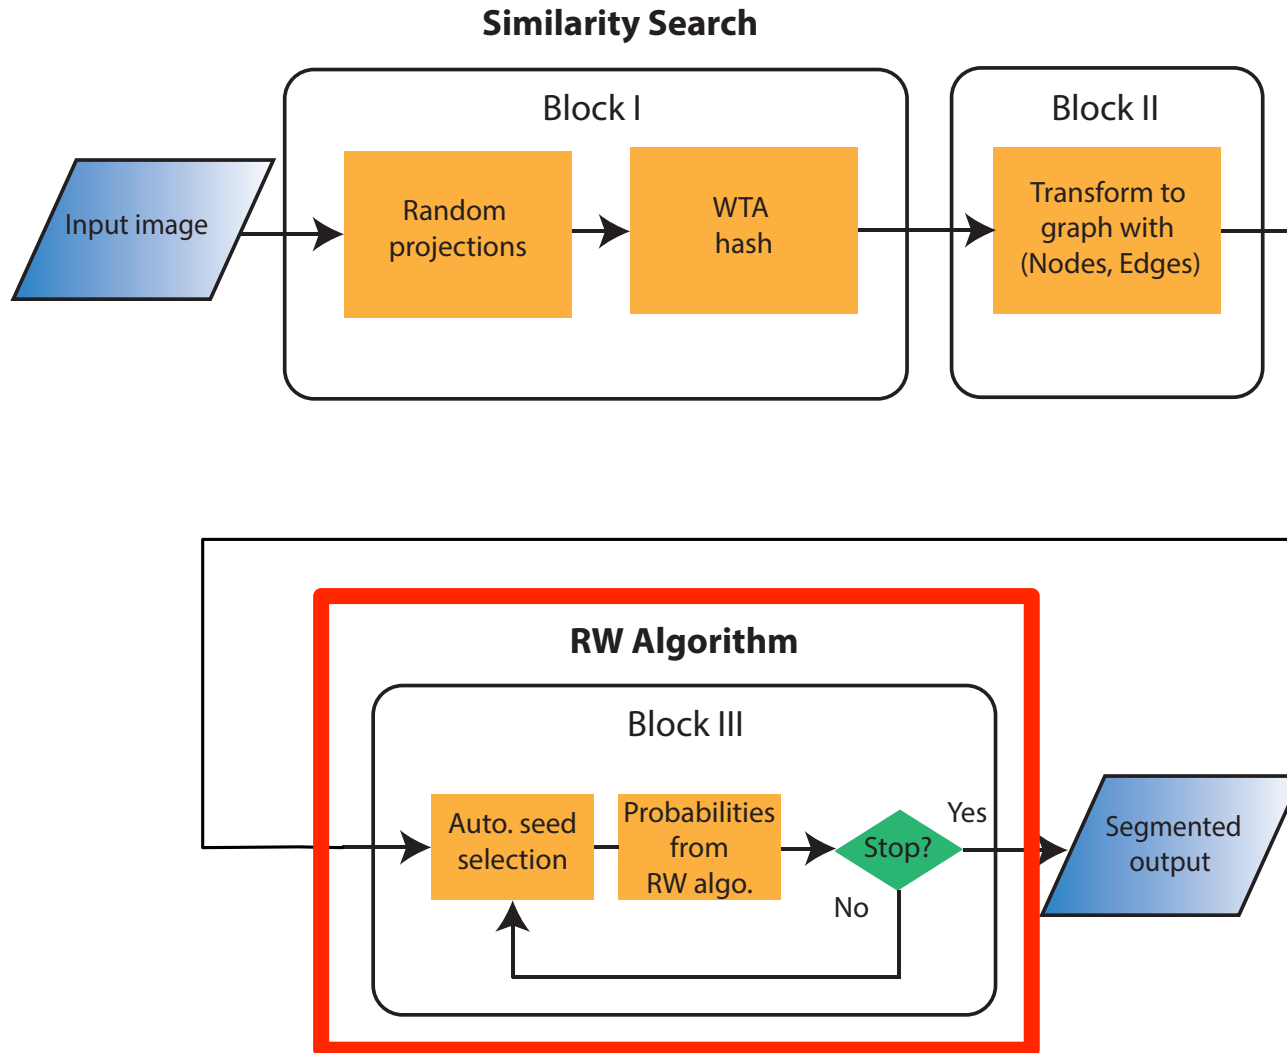 Similarity Search
Block I
Block II
Input image
Random
projections
WTA
hash
Transform to
graph with
(Nodes, Edges)
RW Algorithm
Block III
Auto. seed
selection
Probabilities
from
RW algo.
Stop?
Yes
No
Segmented
output